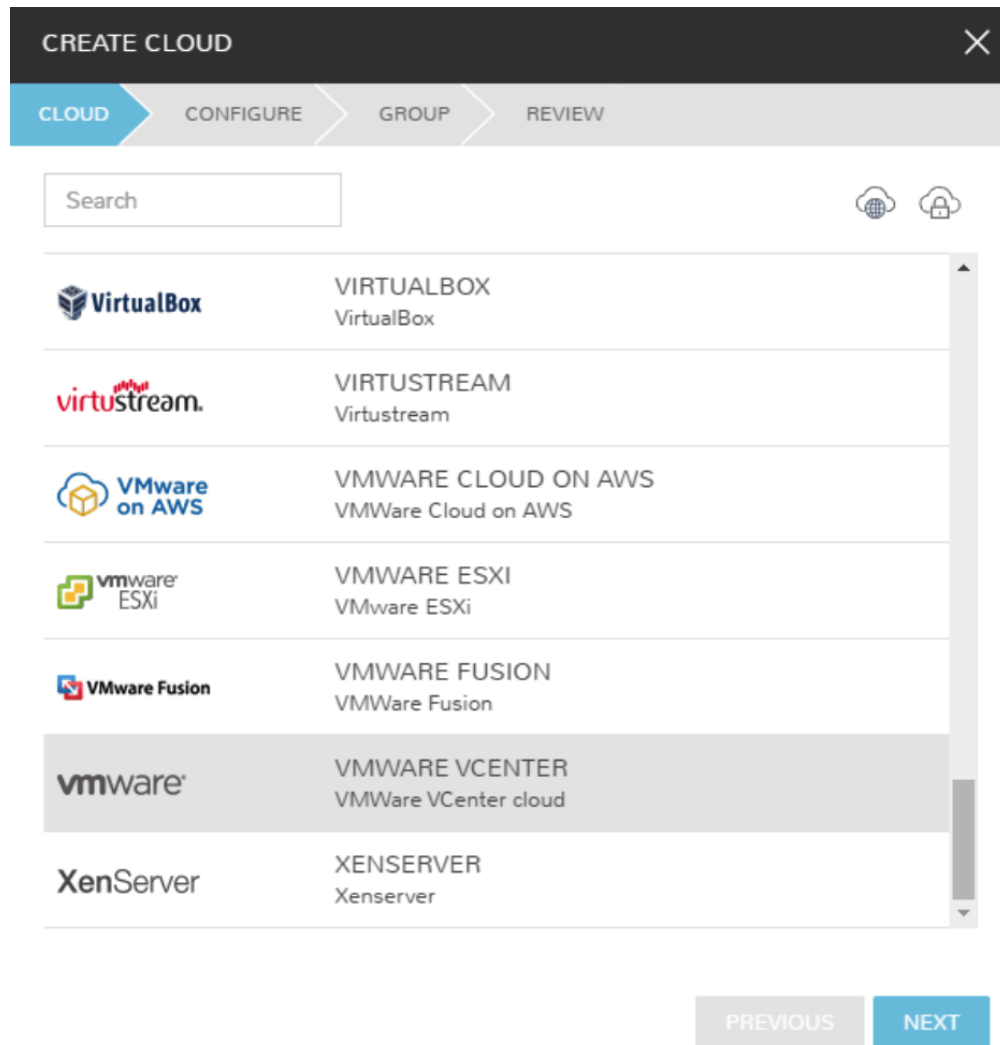 CREATE CLOUD
CLOUD CONFIGURE GROUP REVIEW
Search
VirtualBox
VIRTUALBOX
VirtualBox
virtustream.
VIRTUSTREAM
Virtustream
VMware
on AWS
VMWARE CLOUD ON AWS
VMWare Cloud on AWS
vmware
ESXi
VMWARE ESXI
VMware ESXi
VMware Fusion
VMWARE FUSION
VMWare Fusion
vmware
VMWARE VCENTER
VMWare VCenter cloud
XenServer
XENSERVER
Xenserver
PREVIOUS NEXT